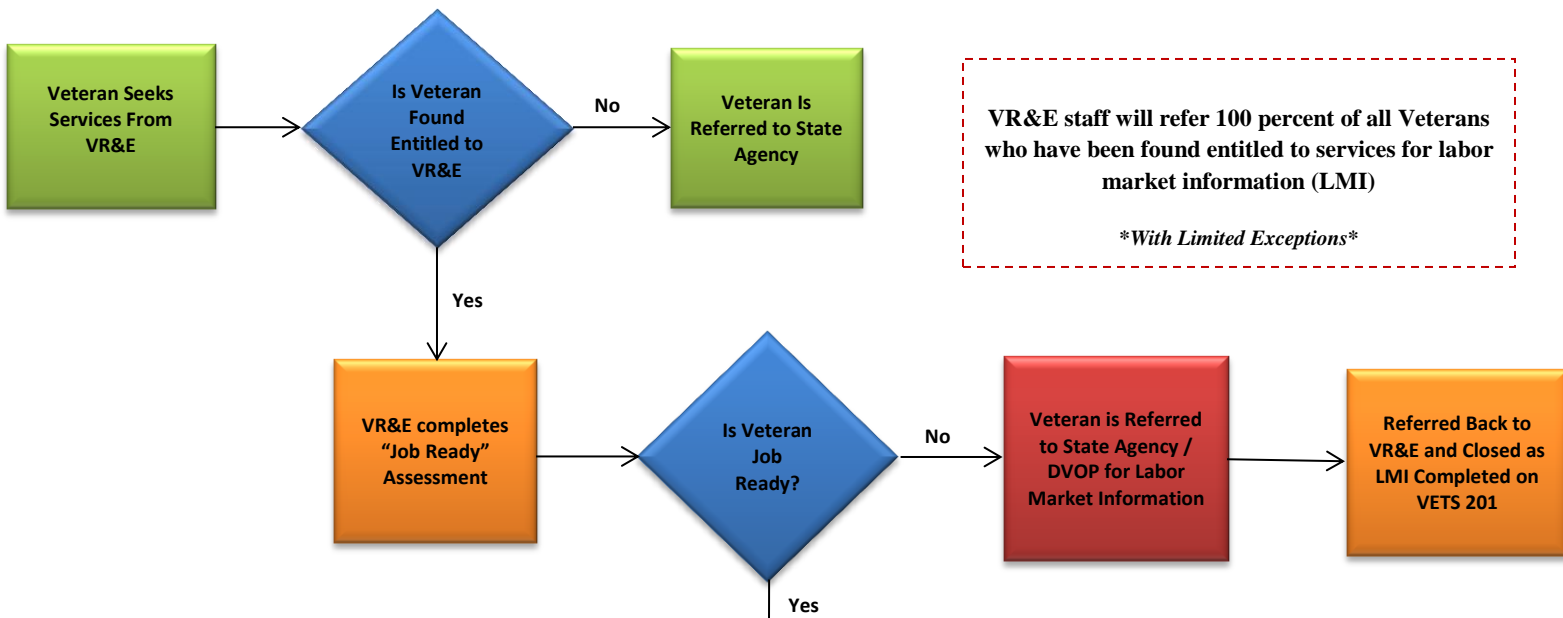 Veteran Seeks
Services From
VR&E
Is Veteran
Found
Entitled to
VR&E
No
Veteran Is
Referred to State
Agency
VR&E staff will refer 100 percent of all Veterans
who have been found entitled to services for labor
market information (LMI)
*With Limited Exceptions*
Yes
VR&E completes
“Job Ready”
Assessment
Is Veteran
Job
Ready?
No
Veteran is Referred
to State Agency /
DVOP for Labor
Market Information
Referred Back to
VR&E and Closed as
LMI Completed on
VETS 201
Yes